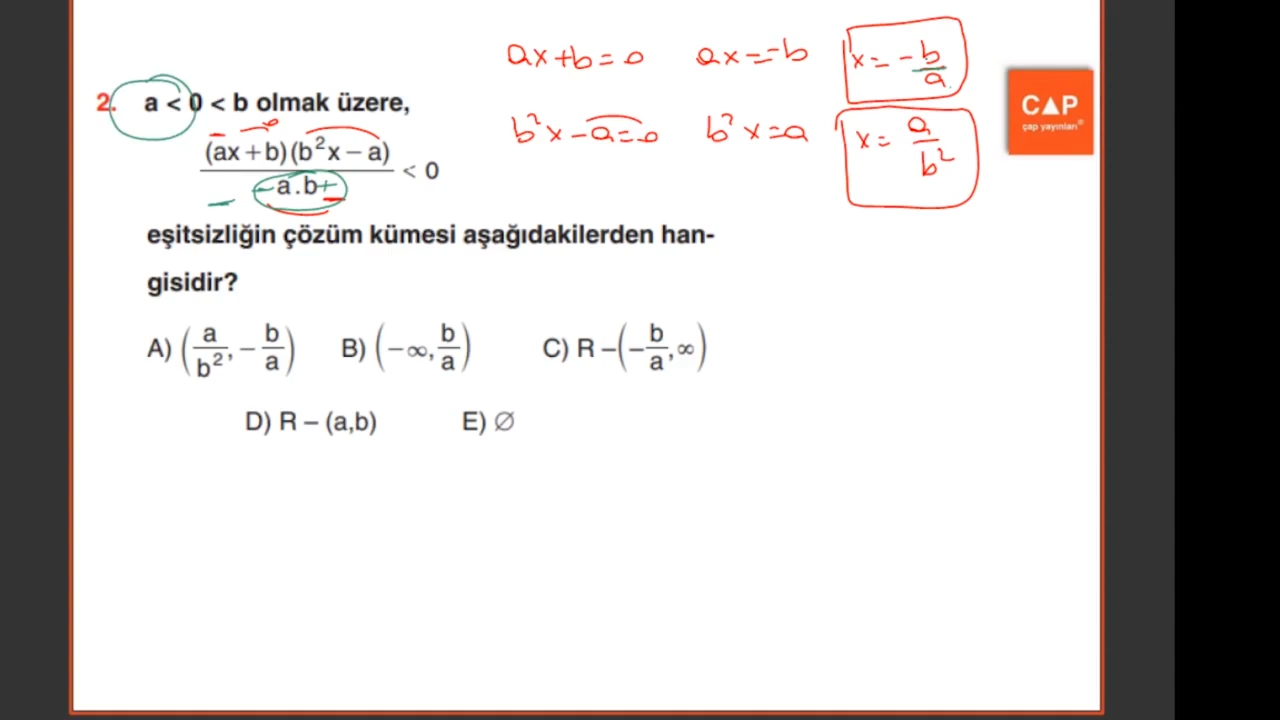 ax+b=0 ax=-b x=-b/a
2. a < 0 < b olmak üzere,
b²x-a=0 b²x=a x=a/b²
(ax + b)(b²x – a) / a.b < 0
- - + -
ÇAP
çap yayınları®
eşitsizliğin çözüm kümesi aşağıdakilerden han-
gisidir?
A) (a/b², –b/a) B) (–∞, b/a) C) R –(–b/a, ∞)
D) R – (a,b) E) ∅